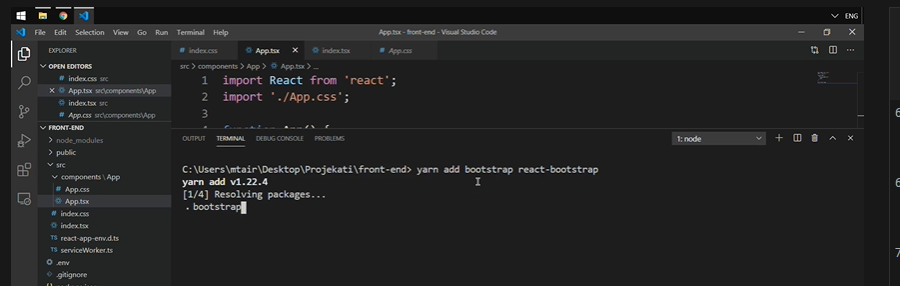 ENG
File Edit Selection View Go Run Terminal Help App.tsx - front-end - Visual Studio Code
EXPLORER
OPEN EDITORS
index.css src
App.tsx src\components\App
index.tsx src
App.css src\components\App
FRONT-END
node_modules
public
src
components \ App
App.css
App.tsx
index.css
index.tsx
react-app-env.d.ts
serviceWorker.ts
.env
.gitignore
index.css App.tsx index.tsx App.css
src > components > App > App.tsx > ...
1 import React from 'react';
2 import './App.css';
3
OUTPUT TERMINAL DEBUG CONSOLE PROBLEMS 1: node
C:\Users\mtair\Desktop\Projekati\front-end> yarn add bootstrap react-bootstrap
yarn add v1.22.4
[1/4] Resolving packages...
. bootstrap
6
6
7